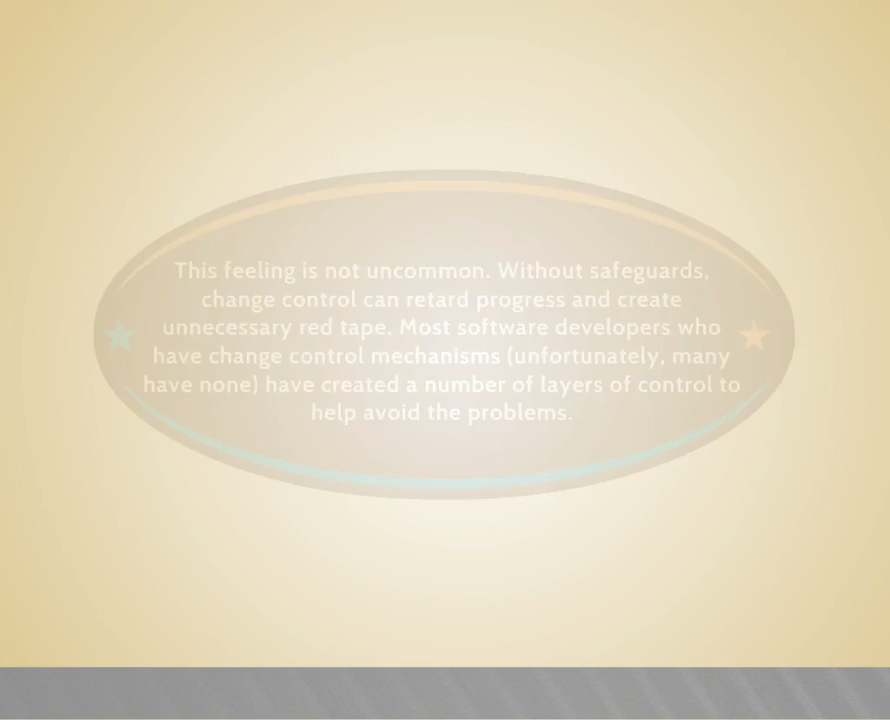 This feeling is not uncommon. Without safeguards,
change control can retard progress and create
unnecessary red tape. Most software developers who
have change control mechanisms (unfortunately, many
have none) have created a number of layers of control to
help avoid the problems.